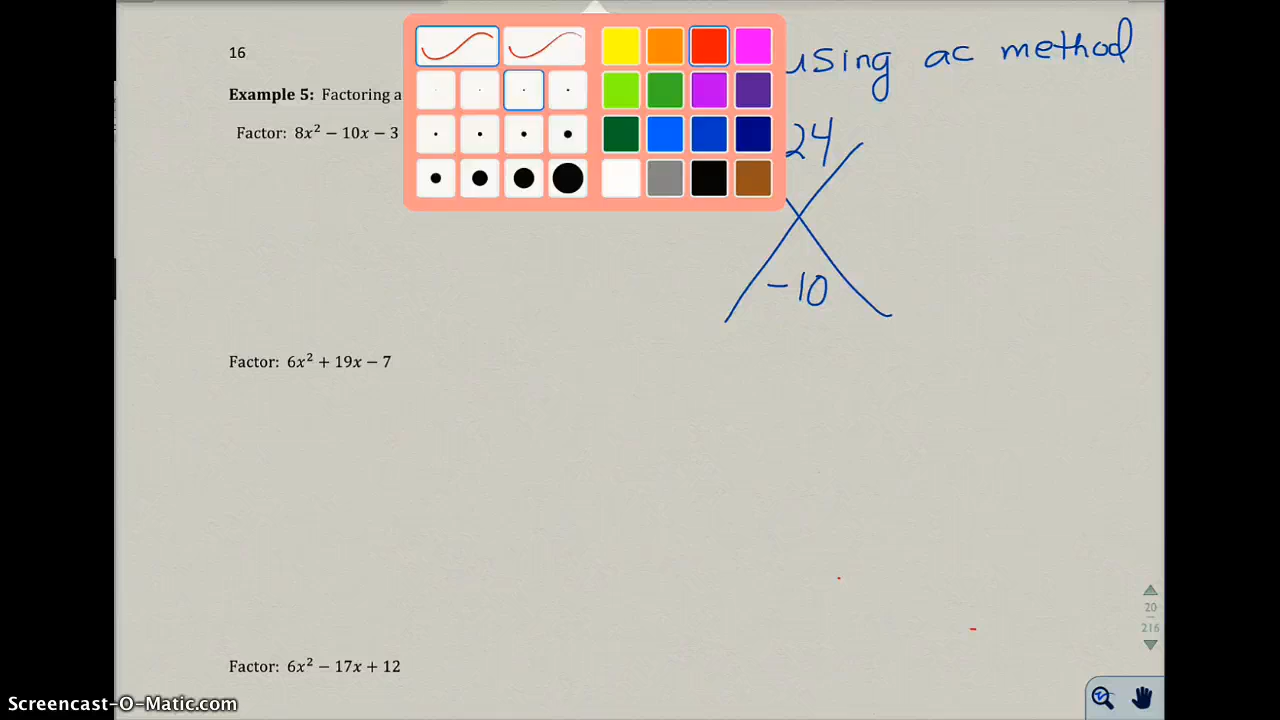 16
using ac method
Example 5: Factoring a
Factor: 8x² − 10x − 3
24
−10
Factor: 6x² + 19x − 7
20
216
Factor: 6x² − 17x + 12
Screencast-O-Matic.com